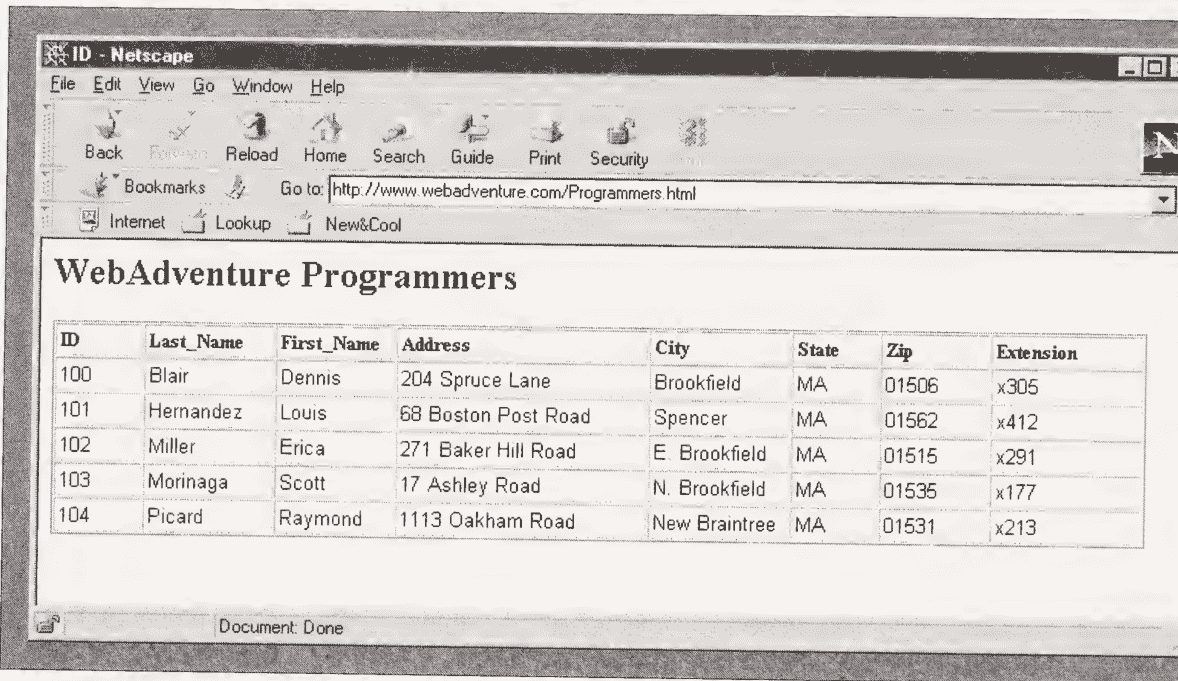 ID - Netscape
File Edit View Go Window Help
Back Forward Reload Home Search Guide Print Security
Bookmarks Go to: http://www.webadventure.com/Programmers.html
Internet Lookup New&Cool
WebAdventure Programmers
ID Last_Name First_Name Address City State Zip Extension
100 Blair Dennis 204 Spruce Lane Brookfield MA 01506 x305
101 Hernandez Louis 68 Boston Post Road Spencer MA 01562 x412
102 Miller Erica 271 Baker Hill Road E. Brookfield MA 01515 x291
103 Morinaga Scott 17 Ashley Road N. Brookfield MA 01535 x177
104 Picard Raymond 1113 Oakham Road New Braintree MA 01531 x213
Document: Done